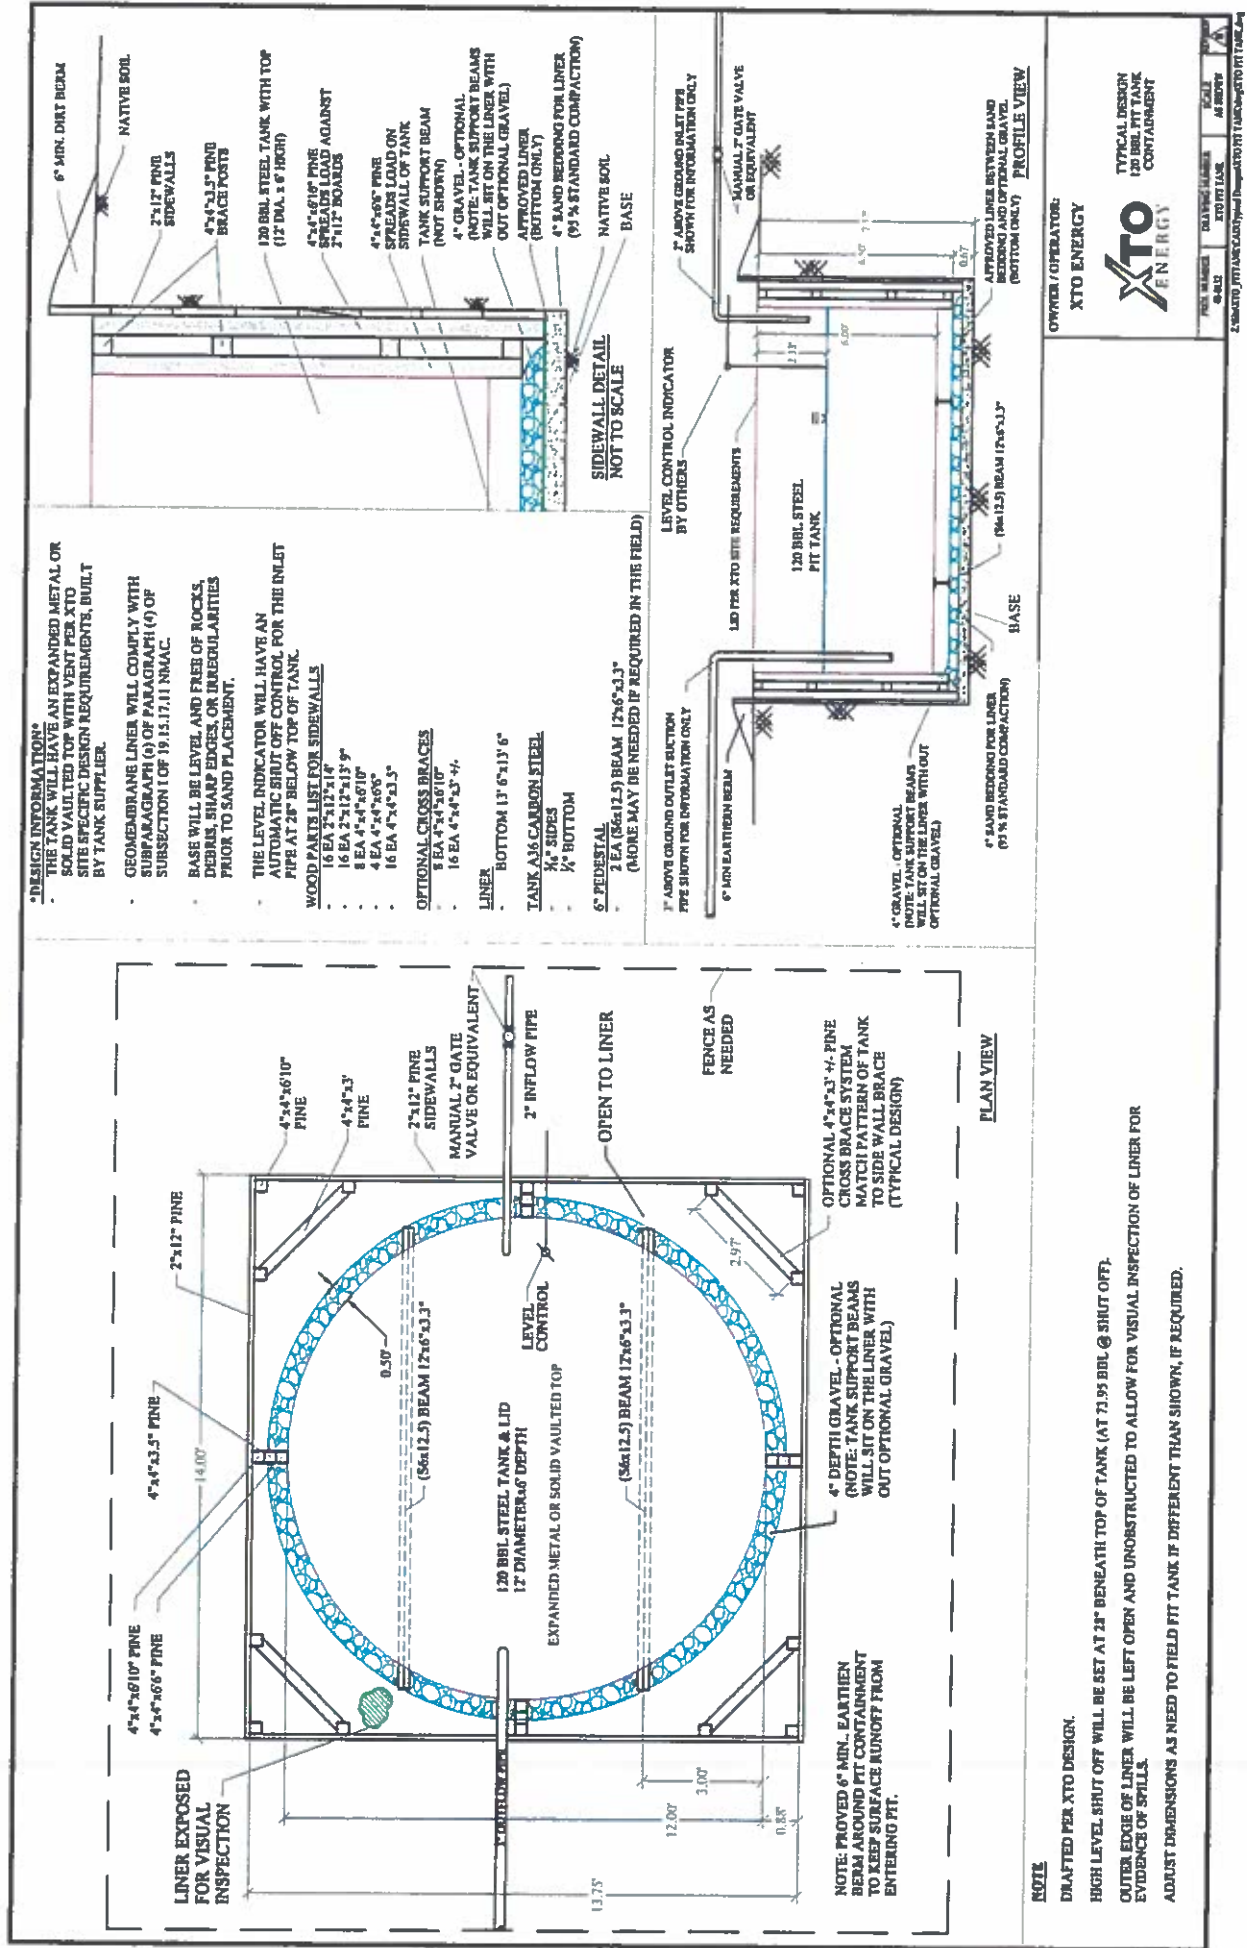 *DESIGN INFORMATION*
- THE TANK WILL HAVE AN EXPANDED METAL OR
SOLID VAULTED TOP WITH VENT PER XTO
SITE SPECIFIC DESIGN REQUIREMENTS, BUILT
BY TANK SUPPLIER.
- GEOMEMBRANE LINER WILL COMPLY WITH
SUBPARAGRAPH (a) OF PARAGRAPH (4) OF
SUBSECTION I OF 19.15.17.11 NMAC.
- BASE WILL BE LEVEL AND FREE OF ROCKS,
DEBRIS, SHARP EDGES, OR IRREGULARITIES
PRIOR TO SAND PLACEMENT.
- THE LEVEL INDICATOR WILL HAVE AN
AUTOMATIC SHUT OFF CONTROL FOR THE INLET
PIPE AT 28" BELOW TOP OF TANK.
WOOD PARTS LIST FOR SIDEWALLS
- 16 EA 2"x12"x14'
- 16 EA 2"x12"x13' 9"
- 8 EA 4"x4"x6'10"
- 4 EA 4"x4"x6'6"
- 16 EA 4"x4"x3.5"
OPTIONAL CROSS BRACES
- 8 EA 4"x4"x6'10"
- 16 EA 4"x4"x3' +/-
LINER
- BOTTOM 13' 6"x13' 6"
TANK A36 CARBON STEEL
- 3/16" SIDES
- 1/4" BOTTOM
6" PEDESTAL
- 2 EA (S6x12.5) BEAM 12'x6"x3.3"
(MORE MAY BE NEEDED IF REQUIRED IN THE FIELD)
6" MIN. DIRT BERM
NATIVE SOIL
2"x12" PINE
SIDEWALLS
4"x4"x3.5" PINE
BRACE POSTS
120 BBL STEEL TANK WITH TOP
(12' DIA. x 6' HIGH)
4"x4"x6'10" PINE
SPREADS LOAD AGAINST
2"x12" BOARDS
4"x4"x6'6" PINE
SPREADS LOAD ON
SIDEWALL OF TANK
TANK SUPPORT BEAM
(NOT SHOWN)
4" GRAVEL - OPTIONAL
(NOTE: TANK SUPPORT BEAMS
WILL SIT ON THE LINER WITH
OUT OPTIONAL GRAVEL)
APPROVED LINER
(BOTTOM ONLY)
4" SAND BEDDING FOR LINER
(95 % STANDARD COMPACTION)
NATIVE SOIL
BASE
SIDEWALL DETAIL
NOT TO SCALE
4"x4"x6'10" PINE
4"x4"x6'6" PINE
4"x4"x3.5" PINE
2"x12" PINE
4"x4"x6'10"
PINE
4"x4"x3'
PINE
2"x12" PINE
SIDEWALLS
MANUAL 2" GATE
VALVE OR EQUIVALENT
2" INFLOW PIPE
OPEN TO LINER
FENCE AS
NEEDED
LINER EXPOSED
FOR VISUAL
INSPECTION
14.00'
0.50'
(S6x12.5) BEAM 12'x6"x3.3"
120 BBL STEEL TANK & LID
12' DIAMETERx6' DEPTH
EXPANDED METAL OR SOLID VAULTED TOP
LEVEL
CONTROL
(S6x12.5) BEAM 12'x6"x3.3"
2.97'
13.75'
12.00'
3.00'
0.88'
4" DEPTH GRAVEL - OPTIONAL
(NOTE: TANK SUPPORT BEAMS
WILL SIT ON THE LINER WITH
OUT OPTIONAL GRAVEL)
OPTIONAL 4"x4"x3' +/- PINE
CROSS BRACE SYSTEM
MATCH PATTERN OF TANK
TO SIDE WALL BRACE
(TYPICAL DESIGN)
NOTE: PROVED 6" MIN., EARTHEN
BERM AROUND PIT CONTAINMENT
TO KEEP SURFACE RUNOFF FROM
ENTERING PIT.
PLAN VIEW
LEVEL CONTROL INDICATOR
BY OTHERS
2" ABOVE GROUND INLET PIPE
SHOWN FOR INFORMATION ONLY
MANUAL 2" GATE VALVE
OR EQUIVALENT
ABOVE GROUND OUTLET SUCTION
PIPE SHOWN FOR INFORMATION ONLY
6" MIN EARTHERN BERM
LID PER XTO SITE REQUIREMENTS
120 BBL STEEL
PIT TANK
2.33'
6.00'
0.67
4" GRAVEL - OPTIONAL
(NOTE: TANK SUPPORT BEAMS
WILL SIT ON THE LINER WITH OUT
OPTIONAL GRAVEL)
4" SAND BEDDING FOR LINER
(95 % STANDARD COMPACTION)
BASE
(S6x12.5) BEAM 12'x6"x3.3"
APPROVED LINER BETWEEN SAND
BEDDING AND OPTIONAL GRAVEL
(BOTTOM ONLY)
PROFILE VIEW
NOTE
DRAFTED PER XTO DESIGN.
HIGH LEVEL SHUT OFF WILL BE SET AT 28" BENEATH TOP OF TANK (AT 73.95 BBL @ SHUT OFF).
OUTER EDGE OF LINER WILL BE LEFT OPEN AND UNOBSTRUCTED TO ALLOW FOR VISUAL INSPECTION OF LINER FOR
EVIDENCE OF SPILLS.
ADJUST DIMENSIONS AS NEED TO FIELD FIT TANK IF DIFFERENT THAN SHOWN, IF REQUIRED.
OWNER / OPERATOR:
XTO ENERGY
XTO
ENERGY
TYPICAL DESIGN
120 BBL PIT TANK
CONTAINMENT
DRAWING NUMBER
XTO PIT TANK
SCALE
AS SHOWN